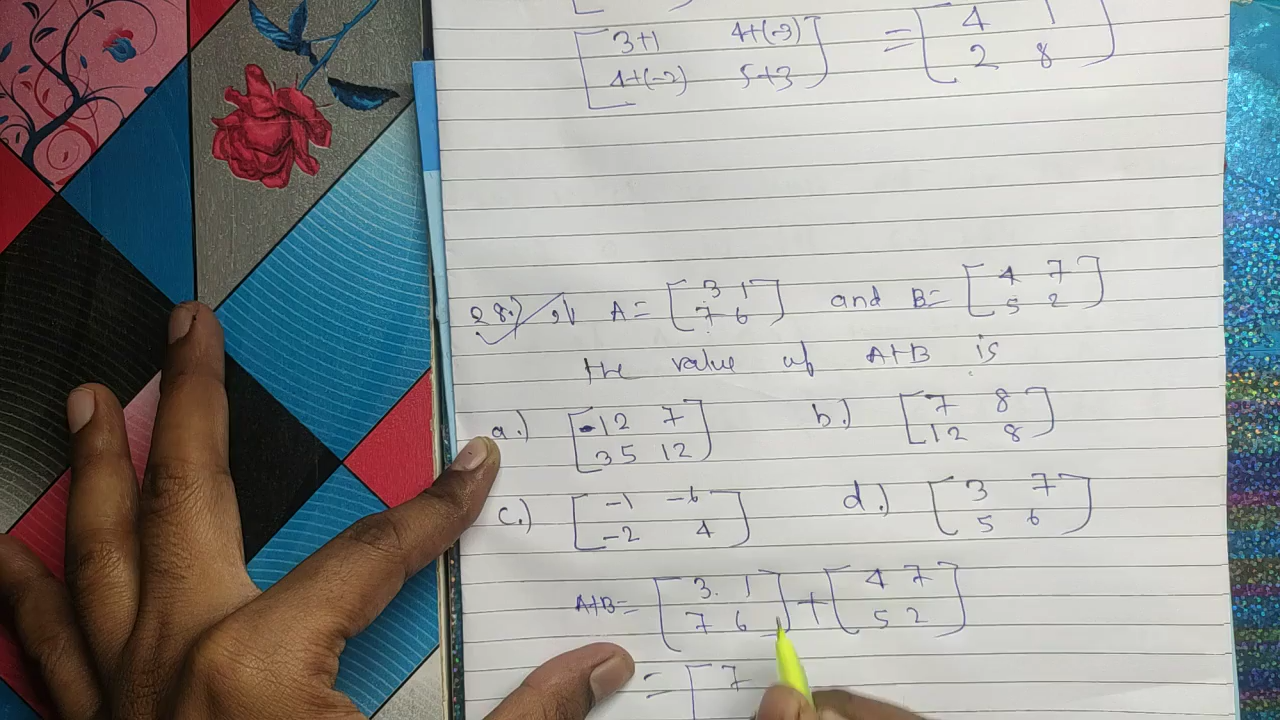 3+1 4+(-3) = 4 1
4+(-2) 5+3 2 8
28.) If A = [3 1 and B = [4 7
7 6] 5 2]
the value of A+B is
a.) [-12 7 b.) [7 8
35 12] 12 8]
c.) [-1 -6 d.) [3 7
-2 4] 5 6]
A+B = [3. 1 + [4 7
7 6] 5 2]
= [7